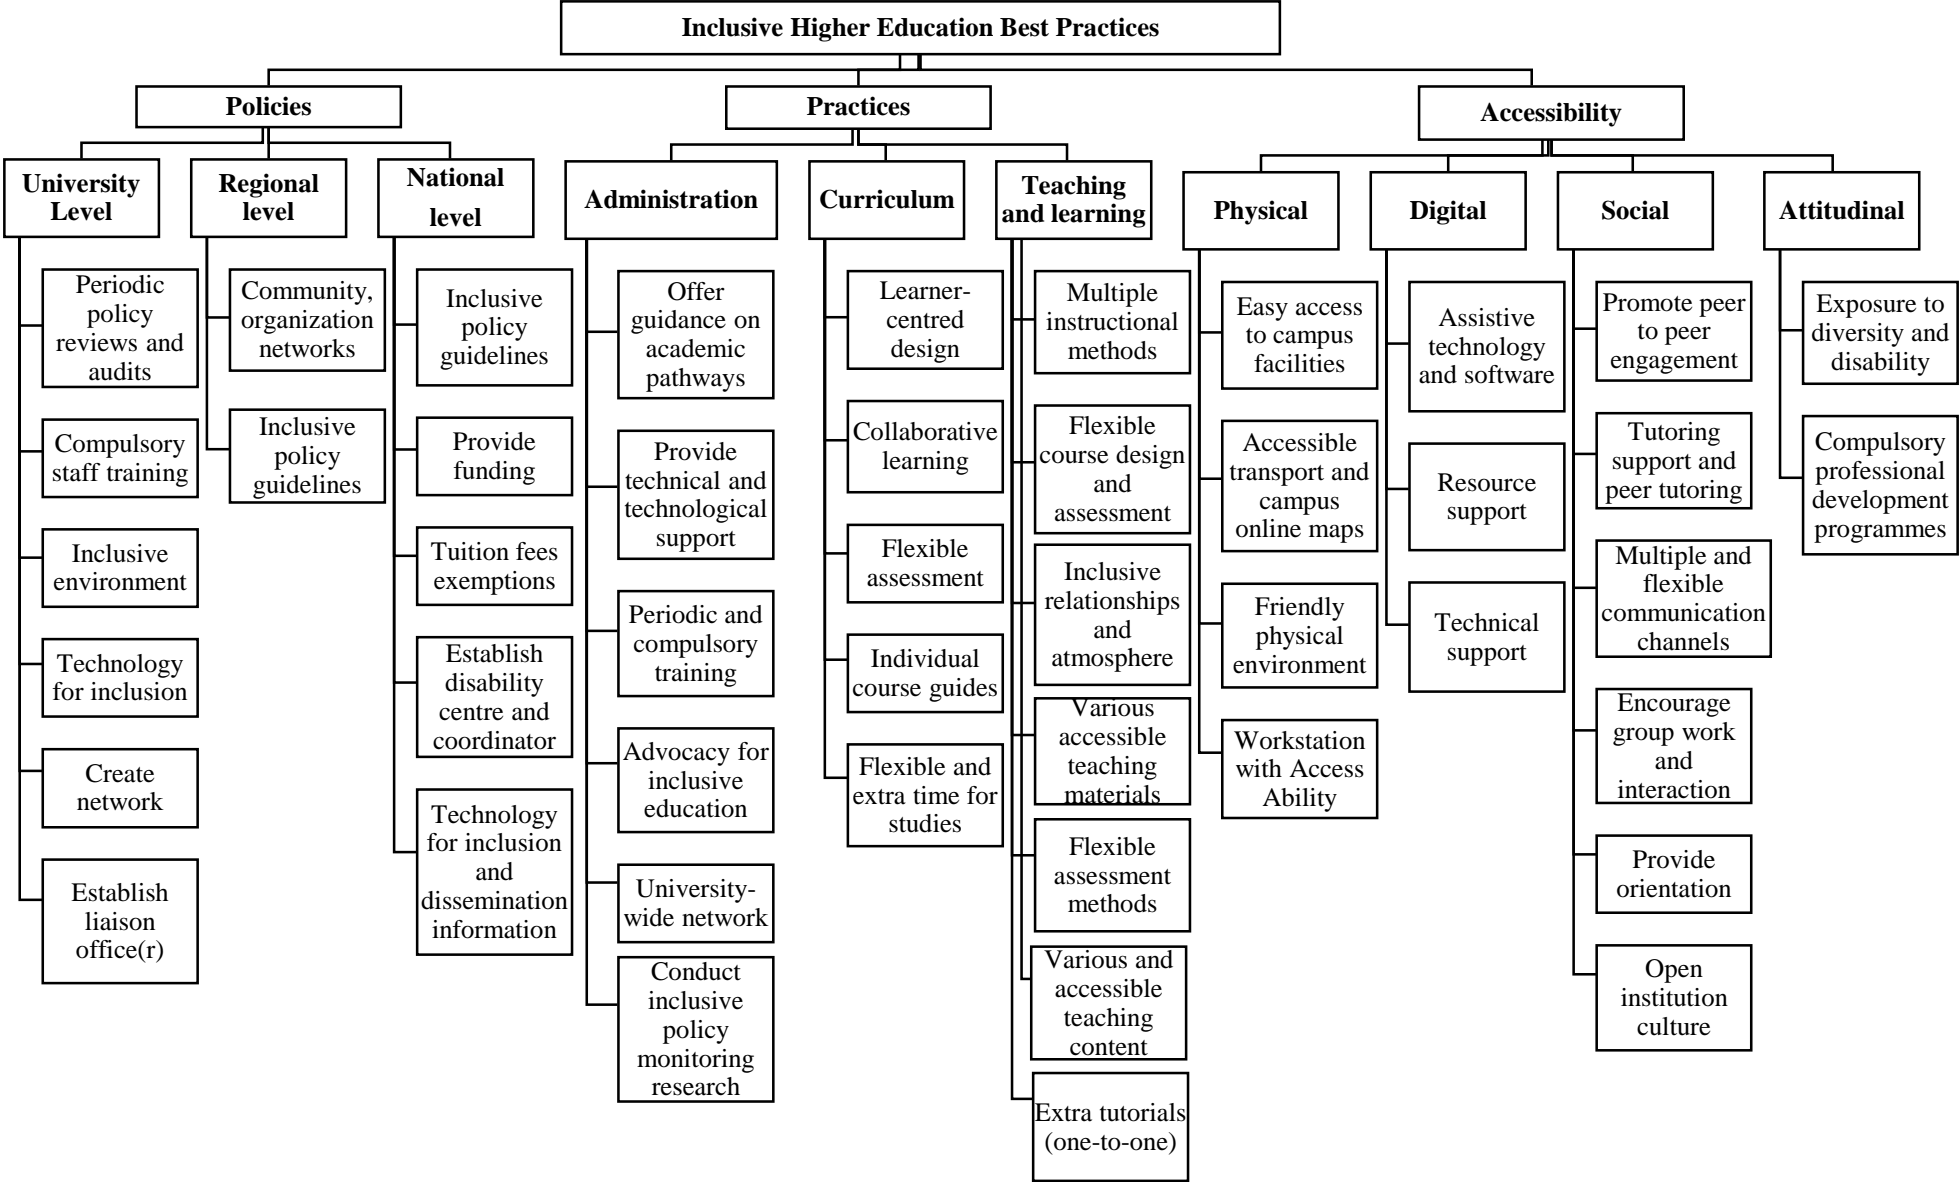 Inclusive Higher Education Best Practices
Policies
Practices
Accessibility
University
Level
Regional
level
National
level
Administration
Curriculum
Teaching
and learning
Physical
Digital
Social
Attitudinal
Periodic
policy
reviews and
audits
Compulsory
staff training
Inclusive
environment
Technology
for inclusion
Create
network
Establish
liaison
office(r)
Community,
organization
networks
Inclusive
policy
guidelines
Inclusive
policy
guidelines
Provide
funding
Tuition fees
exemptions
Establish
disability
centre and
coordinator
Technology
for inclusion
and
dissemination
information
Offer
guidance on
academic
pathways
Provide
technical and
technological
support
Periodic and
compulsory
training
Advocacy for
inclusive
education
University-
wide network
Conduct
inclusive
policy
monitoring
research
Learner-
centred
design
Collaborative
learning
Flexible
assessment
Individual
course guides
Flexible and
extra time for
studies
Multiple
instructional
methods
Flexible
course design
and
assessment
Inclusive
relationships
and
atmosphere
Various
accessible
teaching
materials
Flexible
assessment
methods
Various and
accessible
teaching
content
Extra tutorials
(one-to-one)
Easy access
to campus
facilities
Accessible
transport and
campus
online maps
Friendly
physical
environment
Workstation
with Access
Ability
Assistive
technology
and software
Resource
support
Technical
support
Promote peer
to peer
engagement
Tutoring
support and
peer tutoring
Multiple and
flexible
communication
channels
Encourage
group work
and
interaction
Provide
orientation
Open
institution
culture
Exposure to
diversity and
disability
Compulsory
professional
development
programmes